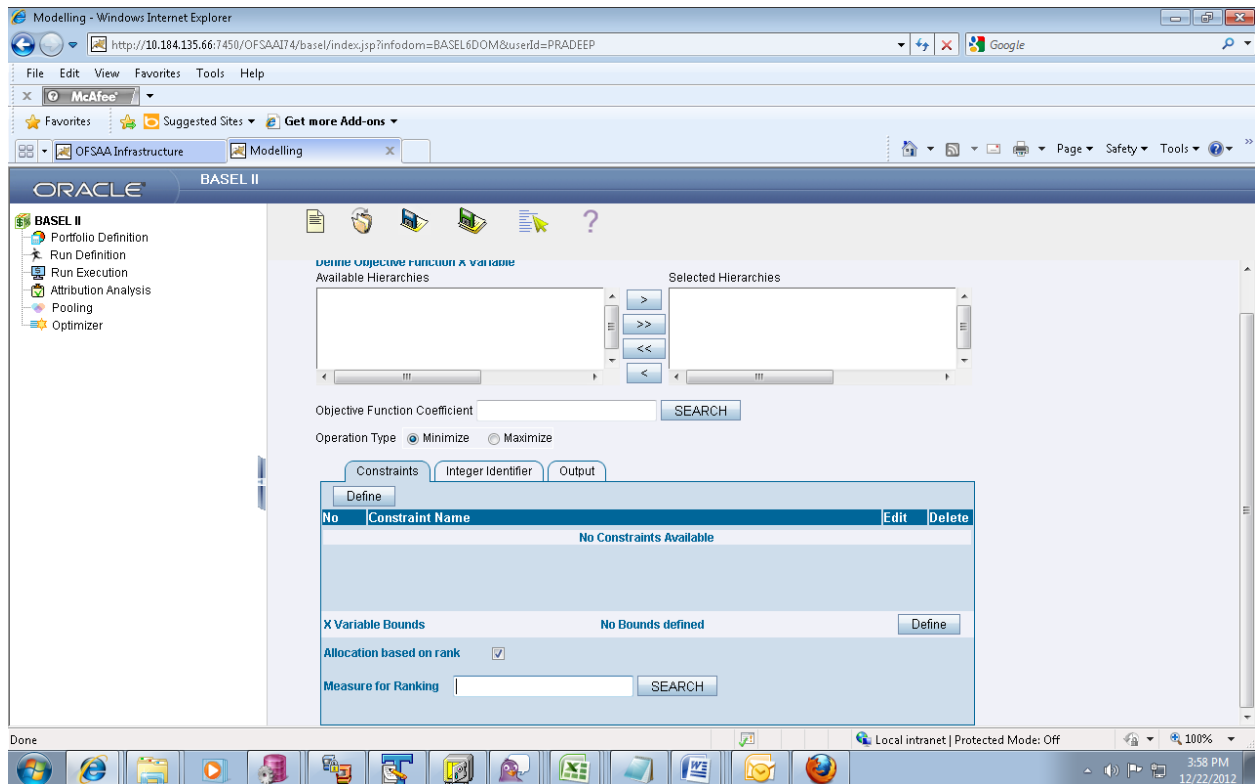 Modelling - Windows Internet Explorer
http://10.184.135.66:7450/OFSAAI74/basel/index.jsp?infodom=BASEL6DOM&userId=PRADEEP
Google
File Edit View Favorites Tools Help
x McAfee
Favorites Suggested Sites Get more Add-ons
OFSAA Infrastructure Modelling x Page Safety Tools »
ORACLE BASEL II
BASEL II
Portfolio Definition
Run Definition
Run Execution
Attribution Analysis
Pooling
Optimizer
Define Objective Function X Variable
Available Hierarchies Selected Hierarchies
>
>>
<<
<
Objective Function Coefficient SEARCH
Operation Type Minimize Maximize
Constraints Integer Identifier Output
Define
No Constraint Name Edit Delete
No Constraints Available
X Variable Bounds No Bounds defined Define
Allocation based on rank
Measure for Ranking SEARCH
Done Local intranet | Protected Mode: Off 100%
3:58 PM
12/22/2012